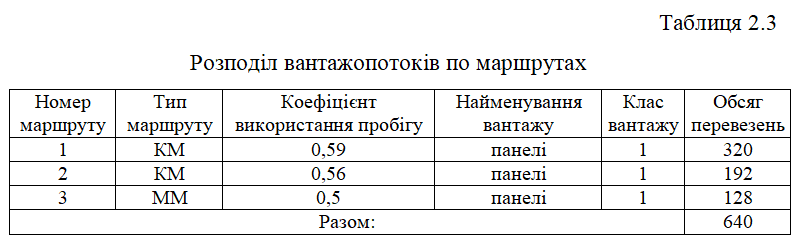 Таблиця 2.3
Розподіл вантажопотоків по маршрутах
Номер маршруту Тип маршруту Коефіцієнт використання пробігу Найменування вантажу Клас вантажу Обсяг перевезень
1 КМ 0,59 панелі 1 320
2 КМ 0,56 панелі 1 192
3 ММ 0,5 панелі 1 128
Разом: 640